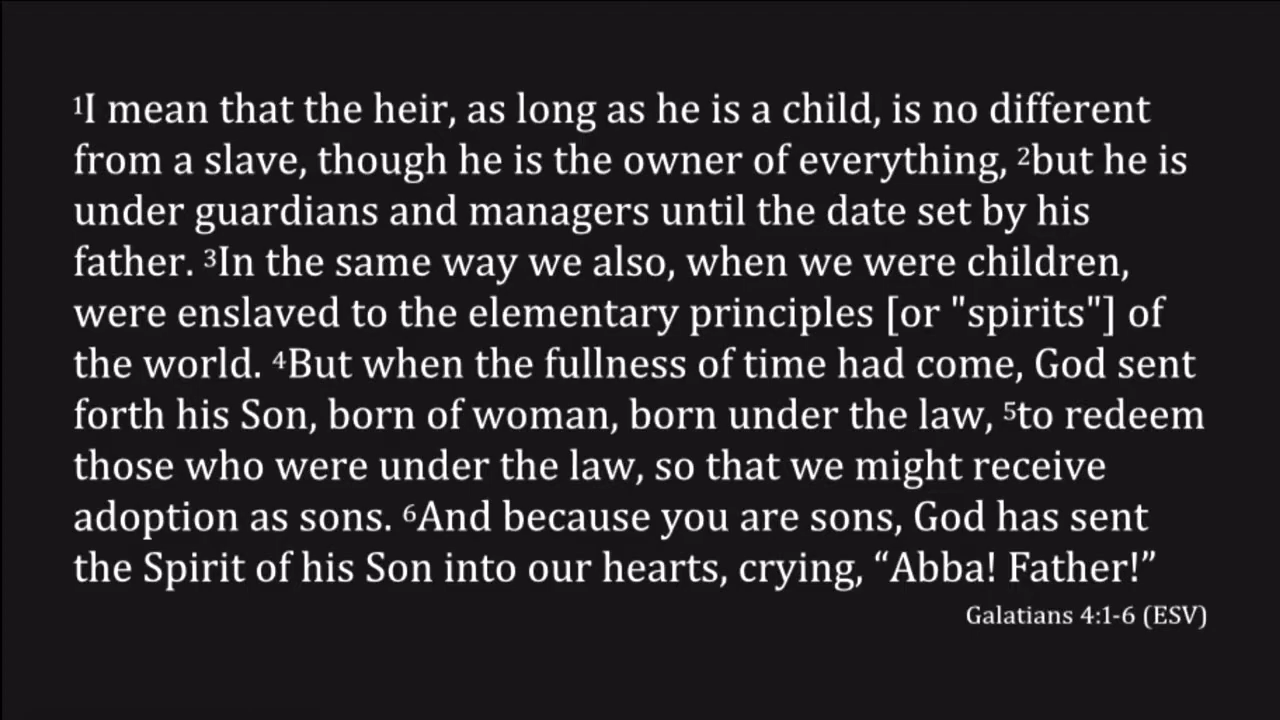 ¹I mean that the heir, as long as he is a child, is no different
from a slave, though he is the owner of everything, ²but he is
under guardians and managers until the date set by his
father. ³In the same way we also, when we were children,
were enslaved to the elementary principles [or "spirits"] of
the world. ⁴But when the fullness of time had come, God sent
forth his Son, born of woman, born under the law, ⁵to redeem
those who were under the law, so that we might receive
adoption as sons. ⁶And because you are sons, God has sent
the Spirit of his Son into our hearts, crying, “Abba! Father!”
Galatians 4:1-6 (ESV)